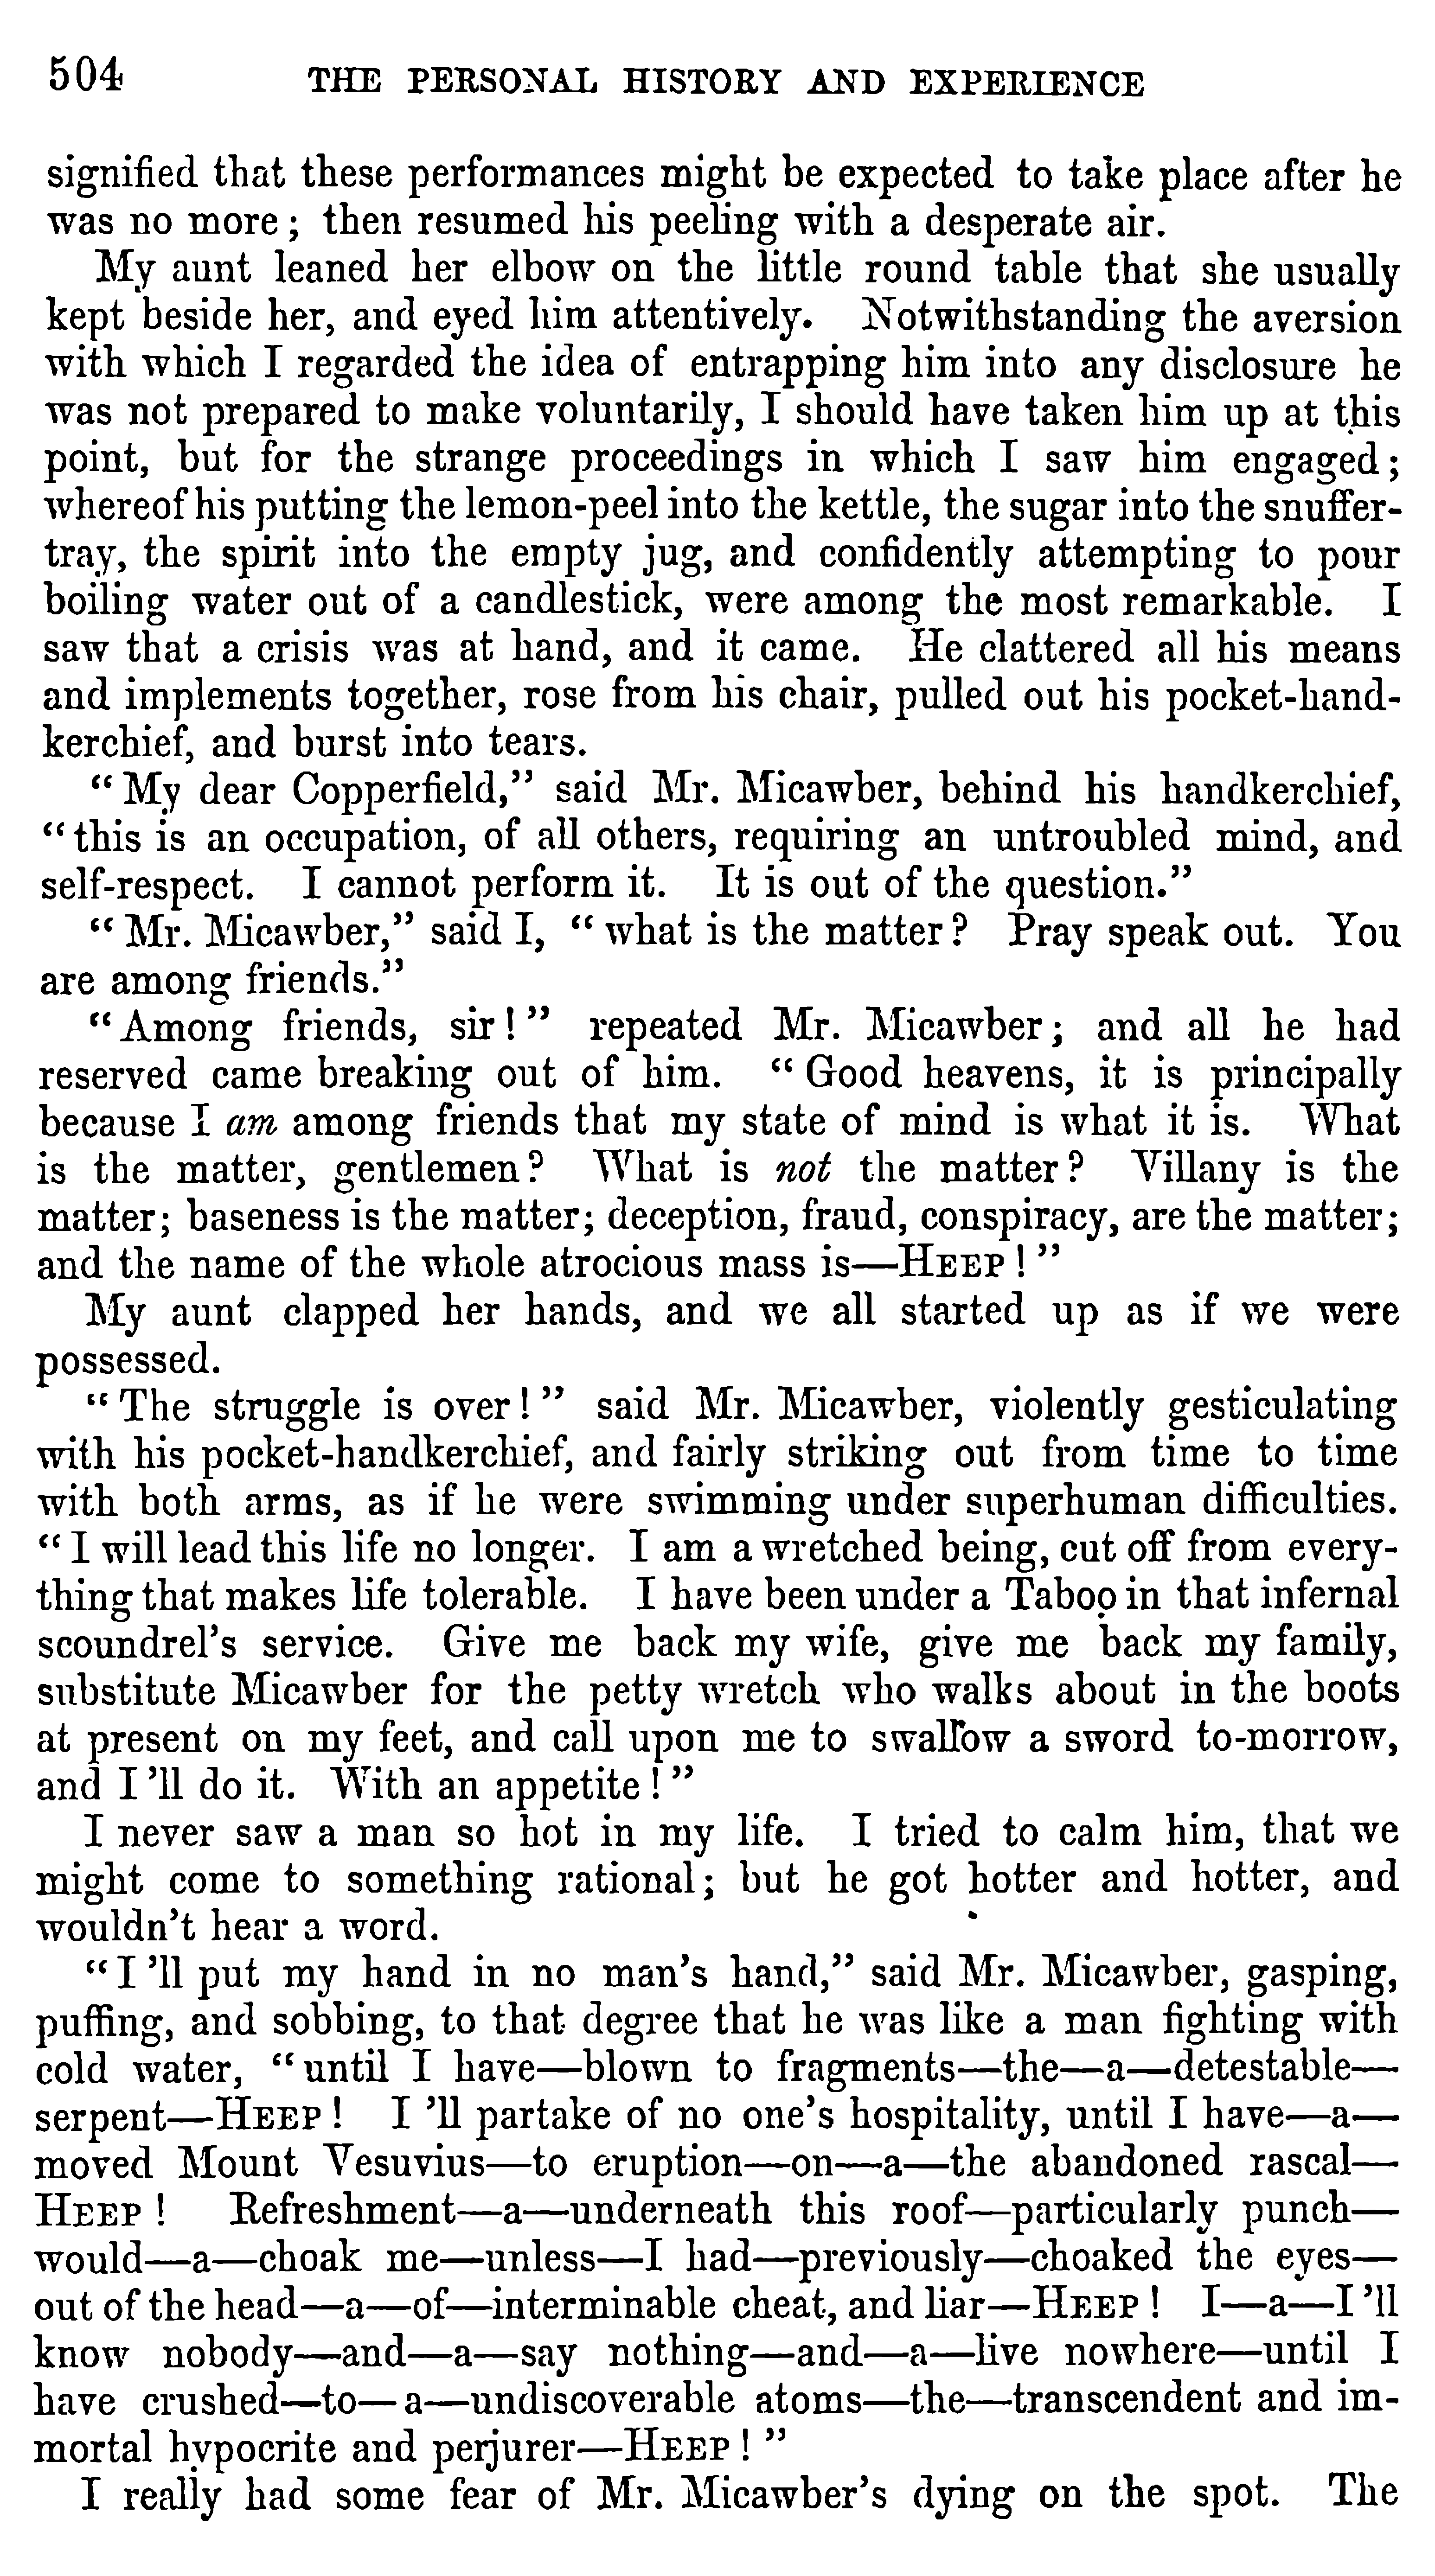 504 THE PERSONAL HISTORY AND EXPERIENCE
signified that these performances might be expected to take place after he
was no more; then resumed his peeling with a desperate air.
My aunt leaned her elbow on the little round table that she usually
kept beside her, and eyed him attentively. Notwithstanding the aversion
with which I regarded the idea of entrapping him into any disclosure he
was not prepared to make voluntarily, I should have taken him up at this
point, but for the strange proceedings in which I saw him engaged;
whereof his putting the lemon-peel into the kettle, the sugar into the snuffer-
tray, the spirit into the empty jug, and confidently attempting to pour
boiling water out of a candlestick, were among the most remarkable. I
saw that a crisis was at hand, and it came. He clattered all his means
and implements together, rose from his chair, pulled out his pocket-hand-
kerchief, and burst into tears.
“My dear Copperfield,” said Mr. Micawber, behind his handkerchief,
“this is an occupation, of all others, requiring an untroubled mind, and
self-respect. I cannot perform it. It is out of the question.”
“Mr. Micawber,” said I, “what is the matter? Pray speak out. You
are among friends.”
“Among friends, sir!” repeated Mr. Micawber; and all he had
reserved came breaking out of him. “Good heavens, it is principally
because I am among friends that my state of mind is what it is. What
is the matter, gentlemen? What is not the matter? Villany is the
matter; baseness is the matter; deception, fraud, conspiracy, are the matter;
and the name of the whole atrocious mass is—HEEP!”
My aunt clapped her hands, and we all started up as if we were
possessed.
“The struggle is over!” said Mr. Micawber, violently gesticulating
with his pocket-handkerchief, and fairly striking out from time to time
with both arms, as if he were swimming under superhuman difficulties.
“I will lead this life no longer. I am a wretched being, cut off from every-
thing that makes life tolerable. I have been under a Taboo in that infernal
scoundrel’s service. Give me back my wife, give me back my family,
substitute Micawber for the petty wretch who walks about in the boots
at present on my feet, and call upon me to swallow a sword to-morrow,
and I’ll do it. With an appetite!”
I never saw a man so hot in my life. I tried to calm him, that we
might come to something rational; but he got hotter and hotter, and
wouldn’t hear a word.
“I’ll put my hand in no man’s hand,” said Mr. Micawber, gasping,
puffing, and sobbing, to that degree that he was like a man fighting with
cold water, “until I have—blown to fragments—the—a—detestable—
serpent—HEEP! I’ll partake of no one’s hospitality, until I have—a—
moved Mount Vesuvius—to eruption—on—a—the abandoned rascal—
HEEP! Refreshment—a—underneath this roof—particularly punch—
would—a—choak me—unless—I had—previously—choaked the eyes—
out of the head—a—of—interminable cheat, and liar—HEEP! I—a—I’ll
know nobody—and—a—say nothing—and—a—live nowhere—until I
have crushed—to—a—undiscoverable atoms—the—transcendent and im-
mortal hypocrite and perjurer—HEEP!”
I really had some fear of Mr. Micawber’s dying on the spot. The